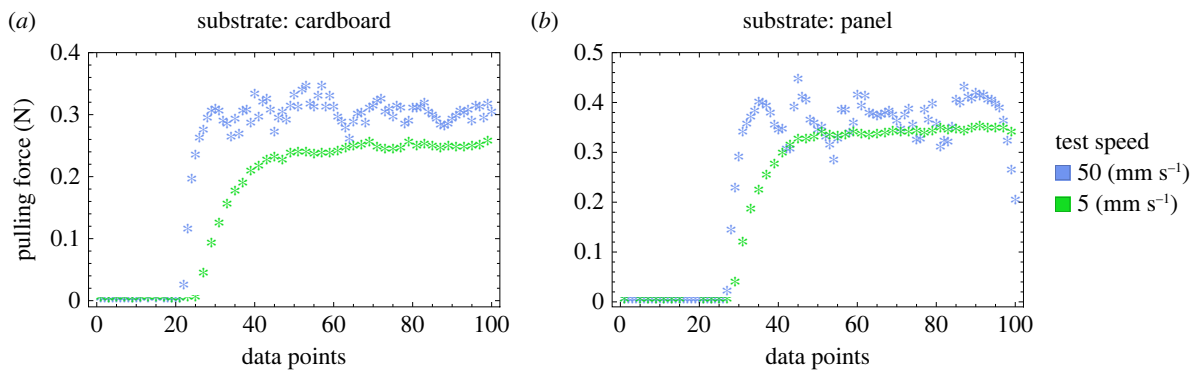 (a) substrate: cardboard
0.4
0.3
0.2
0.1
0
pulling force (N)
0 20 40 60 80 100
data points
(b) substrate: panel
0.5
0.4
0.3
0.2
0.1
0
0 20 40 60 80 100
data points
test speed
50 (mm s⁻¹)
5 (mm s⁻¹)